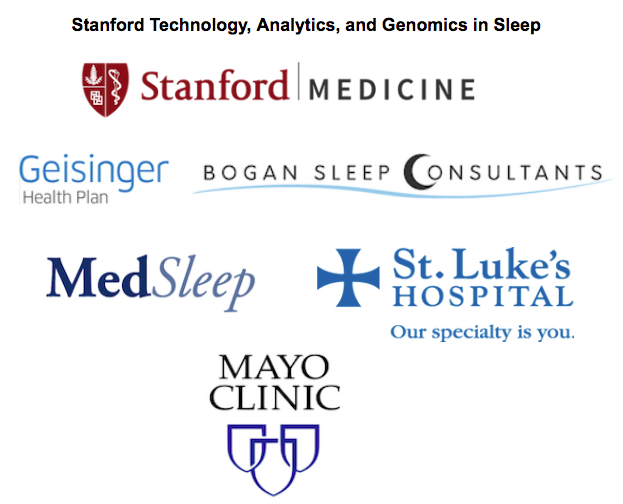 Stanford Technology, Analytics, and Genomics in Sleep
Stanford MEDICINE
Geisinger
Health Plan
BOGAN SLEEP CONSULTANTS
MedSleep
St. Luke's
HOSPITAL
Our specialty is you.
MAYO
CLINIC